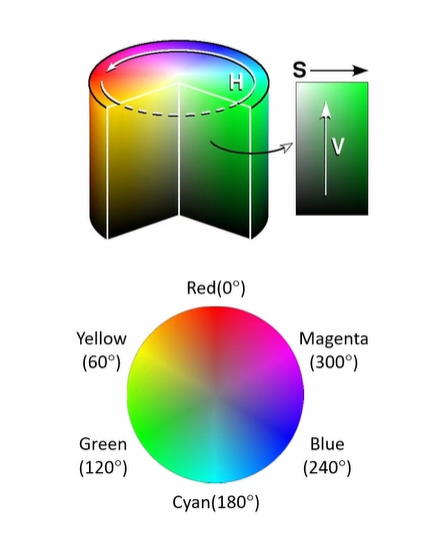 S
H
V
Red(0°)
Yellow
(60°)
Magenta
(300°)
Green
(120°)
Blue
(240°)
Cyan(180°)